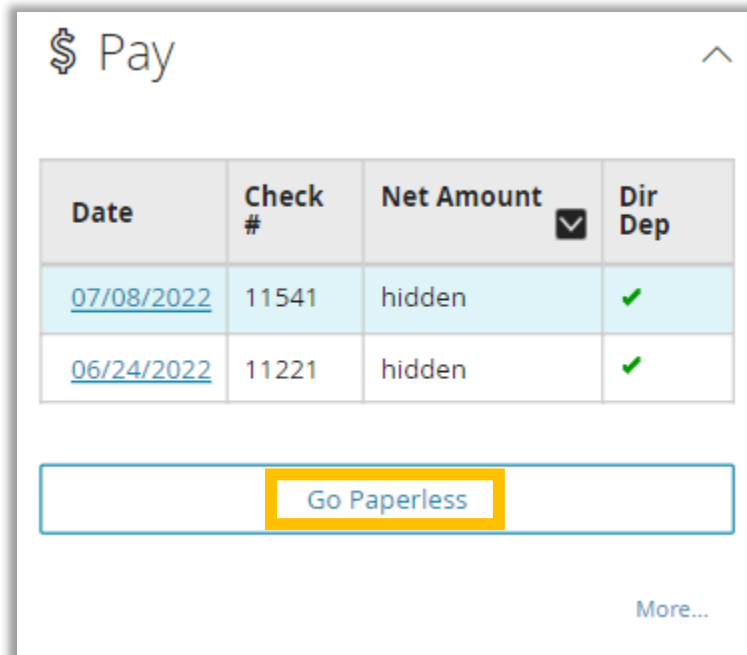 $ Pay
Date Check # Net Amount Dir Dep
07/08/2022 11541 hidden ✔
06/24/2022 11221 hidden ✔
Go Paperless
More...